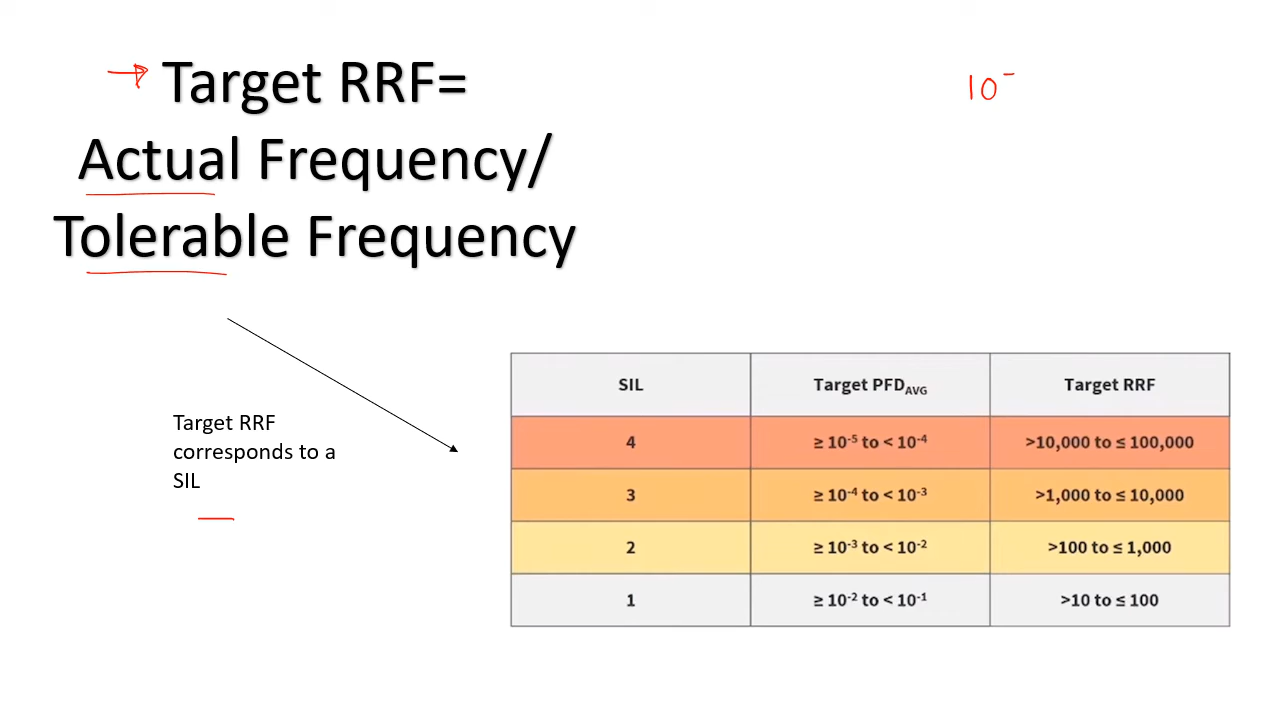 Target RRF=
Actual Frequency/
Tolerable Frequency
10⁻
Target RRF
corresponds to a
SIL
SIL Target PFD_AVG Target RRF
4 ≥ 10⁻⁵ to < 10⁻⁴ >10,000 to ≤ 100,000
3 ≥ 10⁻⁴ to < 10⁻³ >1,000 to ≤ 10,000
2 ≥ 10⁻³ to < 10⁻² >100 to ≤ 1,000
1 ≥ 10⁻² to < 10⁻¹ >10 to ≤ 100